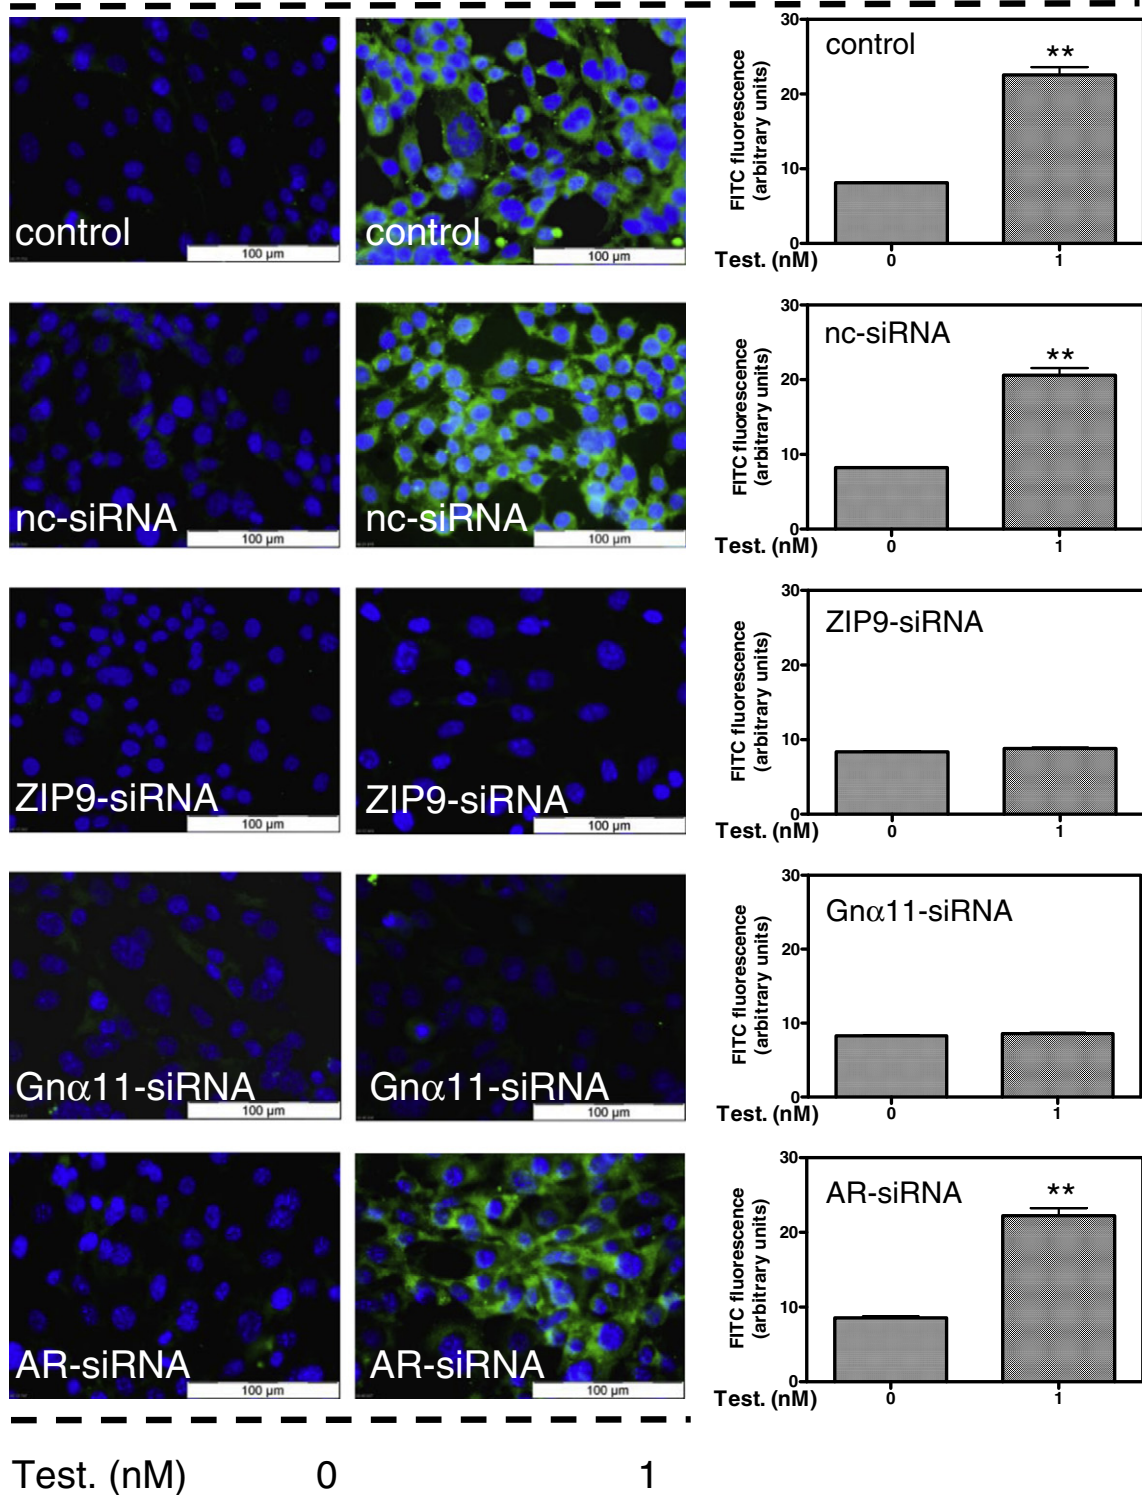 control
100 µm
control
100 µm
FITC fluorescence
(arbitrary units)
30
20
10
0
control
**
Test. (nM)
0
1
nc-siRNA
100 µm
nc-siRNA
100 µm
FITC fluorescence
(arbitrary units)
30
20
10
0
nc-siRNA
**
Test. (nM)
0
1
ZIP9-siRNA
100 µm
ZIP9-siRNA
100 µm
FITC fluorescence
(arbitrary units)
30
20
10
0
ZIP9-siRNA
Test. (nM)
0
1
Gnα11-siRNA
100 µm
Gnα11-siRNA
100 µm
FITC fluorescence
(arbitrary units)
30
20
10
0
Gnα11-siRNA
Test. (nM)
0
1
AR-siRNA
100 µm
AR-siRNA
100 µm
FITC fluorescence
(arbitrary units)
30
20
10
0
AR-siRNA
**
Test. (nM)
0
1
Test. (nM) 0 1